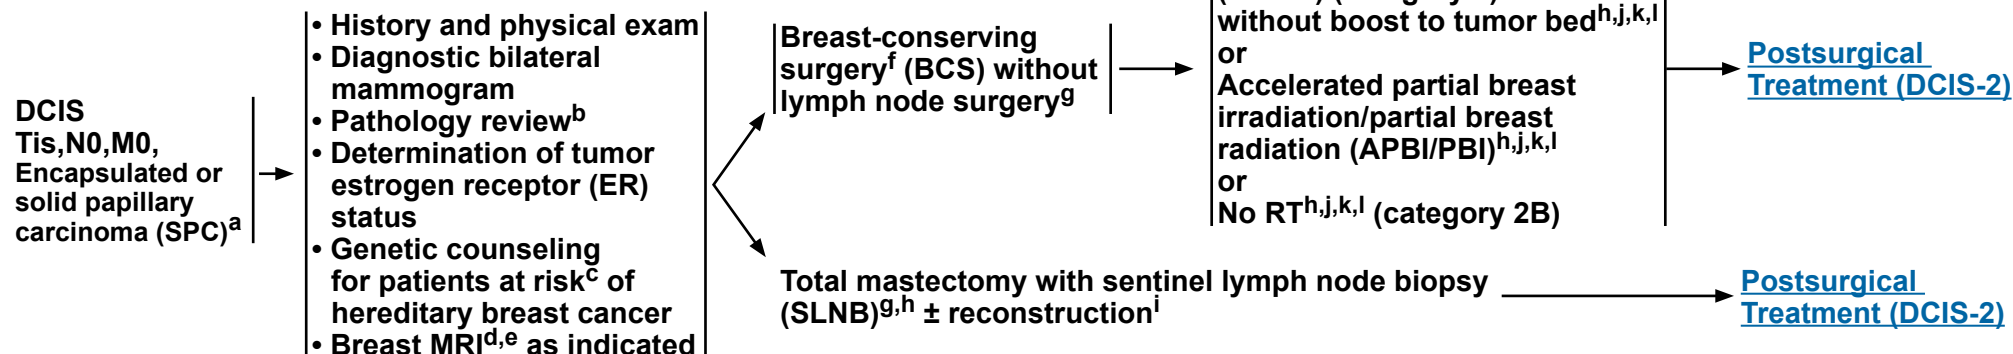 DCIS
Tis,N0,M0,
Encapsulated or
solid papillary
carcinoma (SPC)a
• History and physical exam
• Diagnostic bilateral
mammogram
• Pathology reviewb
• Determination of tumor
estrogen receptor (ER)
status
• Genetic counseling
for patients at riskc of
hereditary breast cancer
• Breast MRId,e as indicated
Breast-conserving
surgeryf (BCS) without
lymph node surgeryg
without boost to tumor bedh,j,k,l
or
Accelerated partial breast
irradiation/partial breast
radiation (APBI/PBI)h,j,k,l
or
No RTh,j,k,l (category 2B)
Postsurgical
Treatment (DCIS-2)
Total mastectomy with sentinel lymph node biopsy
(SLNB)g,h ± reconstructioni
Postsurgical
Treatment (DCIS-2)